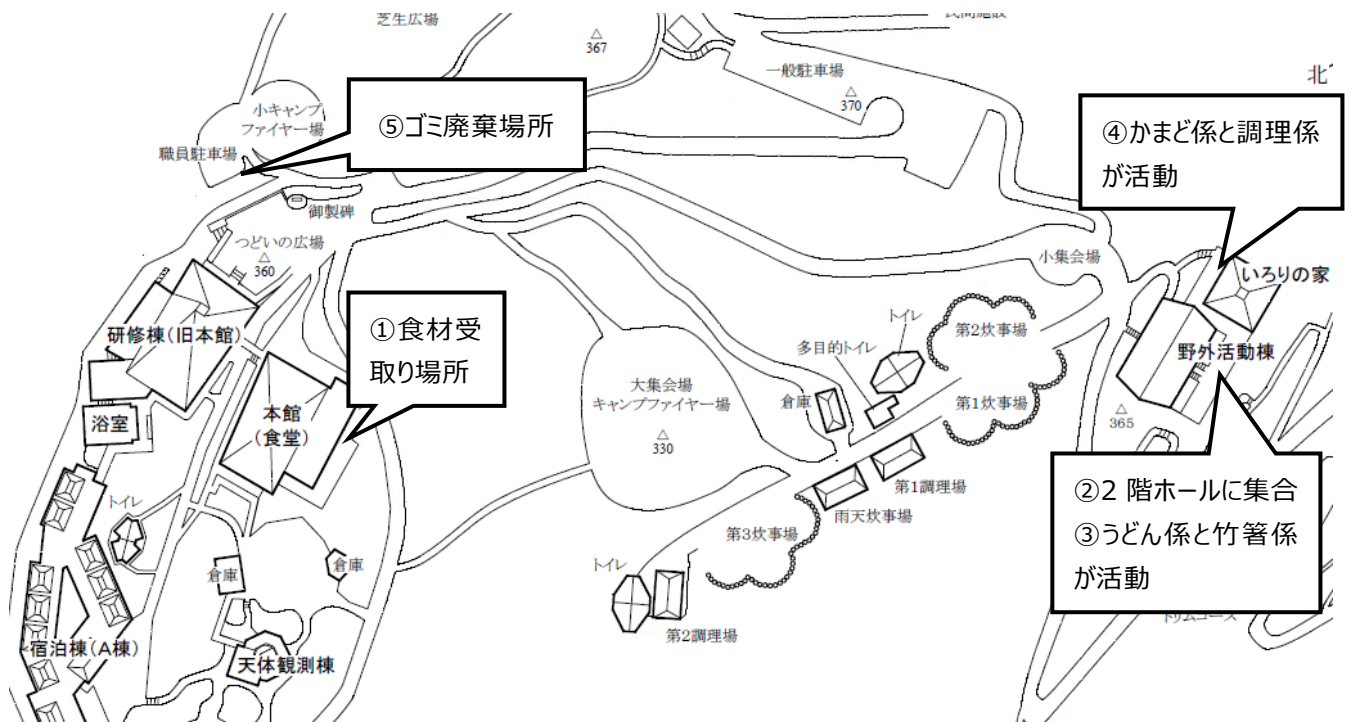 芝生広場
△
367
一般駐車場
△
370
小キャンプ
ファイヤー場
職員駐車場
⑤ゴミ廃棄場所
④かまど係と調理係
が活動
御製碑
つどいの広場
△
360
小集会場
いろりの家
研修棟(旧本館)
①食材受
取り場所
トイレ
第2炊事場
多目的トイレ
野外活動棟
大集会場
キャンプファイヤー場
△
330
倉庫
第1炊事場
△
365
浴室
本館
(食堂)
第1調理場
雨天炊事場
②2 階ホールに集合
③うどん係と竹箸係
が活動
トイレ
第3炊事場
倉庫
倉庫
トイレ
第2調理場
トリムコース
宿泊棟(A棟)
天体観測棟